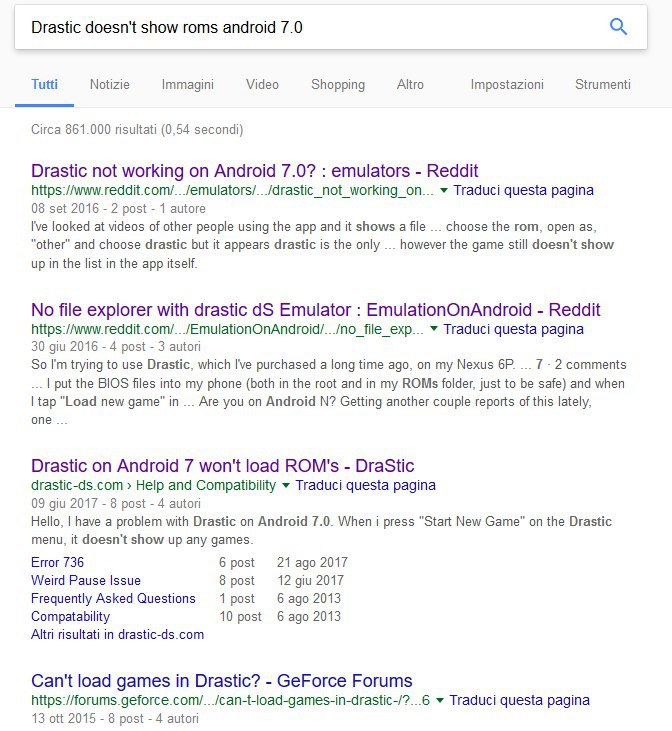 Drastic doesn't show roms android 7.0
Tutti Notizie Immagini Video Shopping Altro Impostazioni Strumenti
Circa 861.000 risultati (0,54 secondi)
Drastic not working on Android 7.0? : emulators - Reddit
https://www.reddit.com/.../emulators/.../drastic_not_working_on... Traduci questa pagina
08 set 2016 - 2 post - 1 autore
I've looked at videos of other people using the app and it shows a file ... choose the rom, open as,
"other" and choose drastic but it appears drastic is the only ... however the game still doesn't show
up in the list in the app itself.
No file explorer with drastic dS Emulator : EmulationOnAndroid - Reddit
https://www.reddit.com/.../EmulationOnAndroid/.../no_file_exp... Traduci questa pagina
30 giu 2016 - 4 post - 3 autori
So I'm trying to use Drastic, which I've purchased a long time ago, on my Nexus 6P. ... 7 · 2 comments
... I put the BIOS files into my phone (both in the root and in my ROMs folder, just to be safe) and when
I tap "Load new game" in ... Are you on Android N? Getting another couple reports of this lately,
one ...
Drastic on Android 7 won't load ROM's - DraStic
drastic-ds.com › Help and Compatibility Traduci questa pagina
09 giu 2017 - 8 post - 4 autori
Hello, I have a problem with Drastic on Android 7.0. When i press "Start New Game" on the Drastic
menu, it doesn't show up any games.
Error 736 6 post 21 ago 2017
Weird Pause Issue 8 post 12 giu 2017
Frequently Asked Questions 1 post 6 ago 2013
Compatability 10 post 6 ago 2013
Altri risultati in drastic-ds.com
Can't load games in Drastic? - GeForce Forums
https://forums.geforce.com/.../can-t-load-games-in-drastic-/?...6 Traduci questa pagina
13 ott 2015 - 8 post - 4 autori